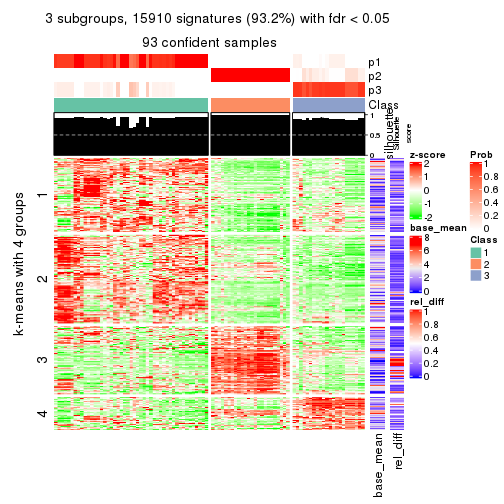 3 subgroups, 15910 signatures (93.2%) with fdr < 0.05
93 confident samples
p1
p2
p3
Class
1
0.5
0
silhouette
Silhouette
score
k-means with 4 groups
1
2
3
4
base_mean
rel_diff
z-score
2
1
0
-1
-2
base_mean
8
6
4
2
0
rel_diff
1
0.8
0.6
0.4
0.2
0
Prob
1
0.8
0.6
0.4
0.2
0
Class
1
2
3